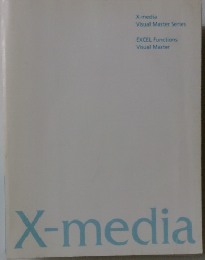 X-media
Visual Master Series
EXCEL Functions
Visual Master
X-media